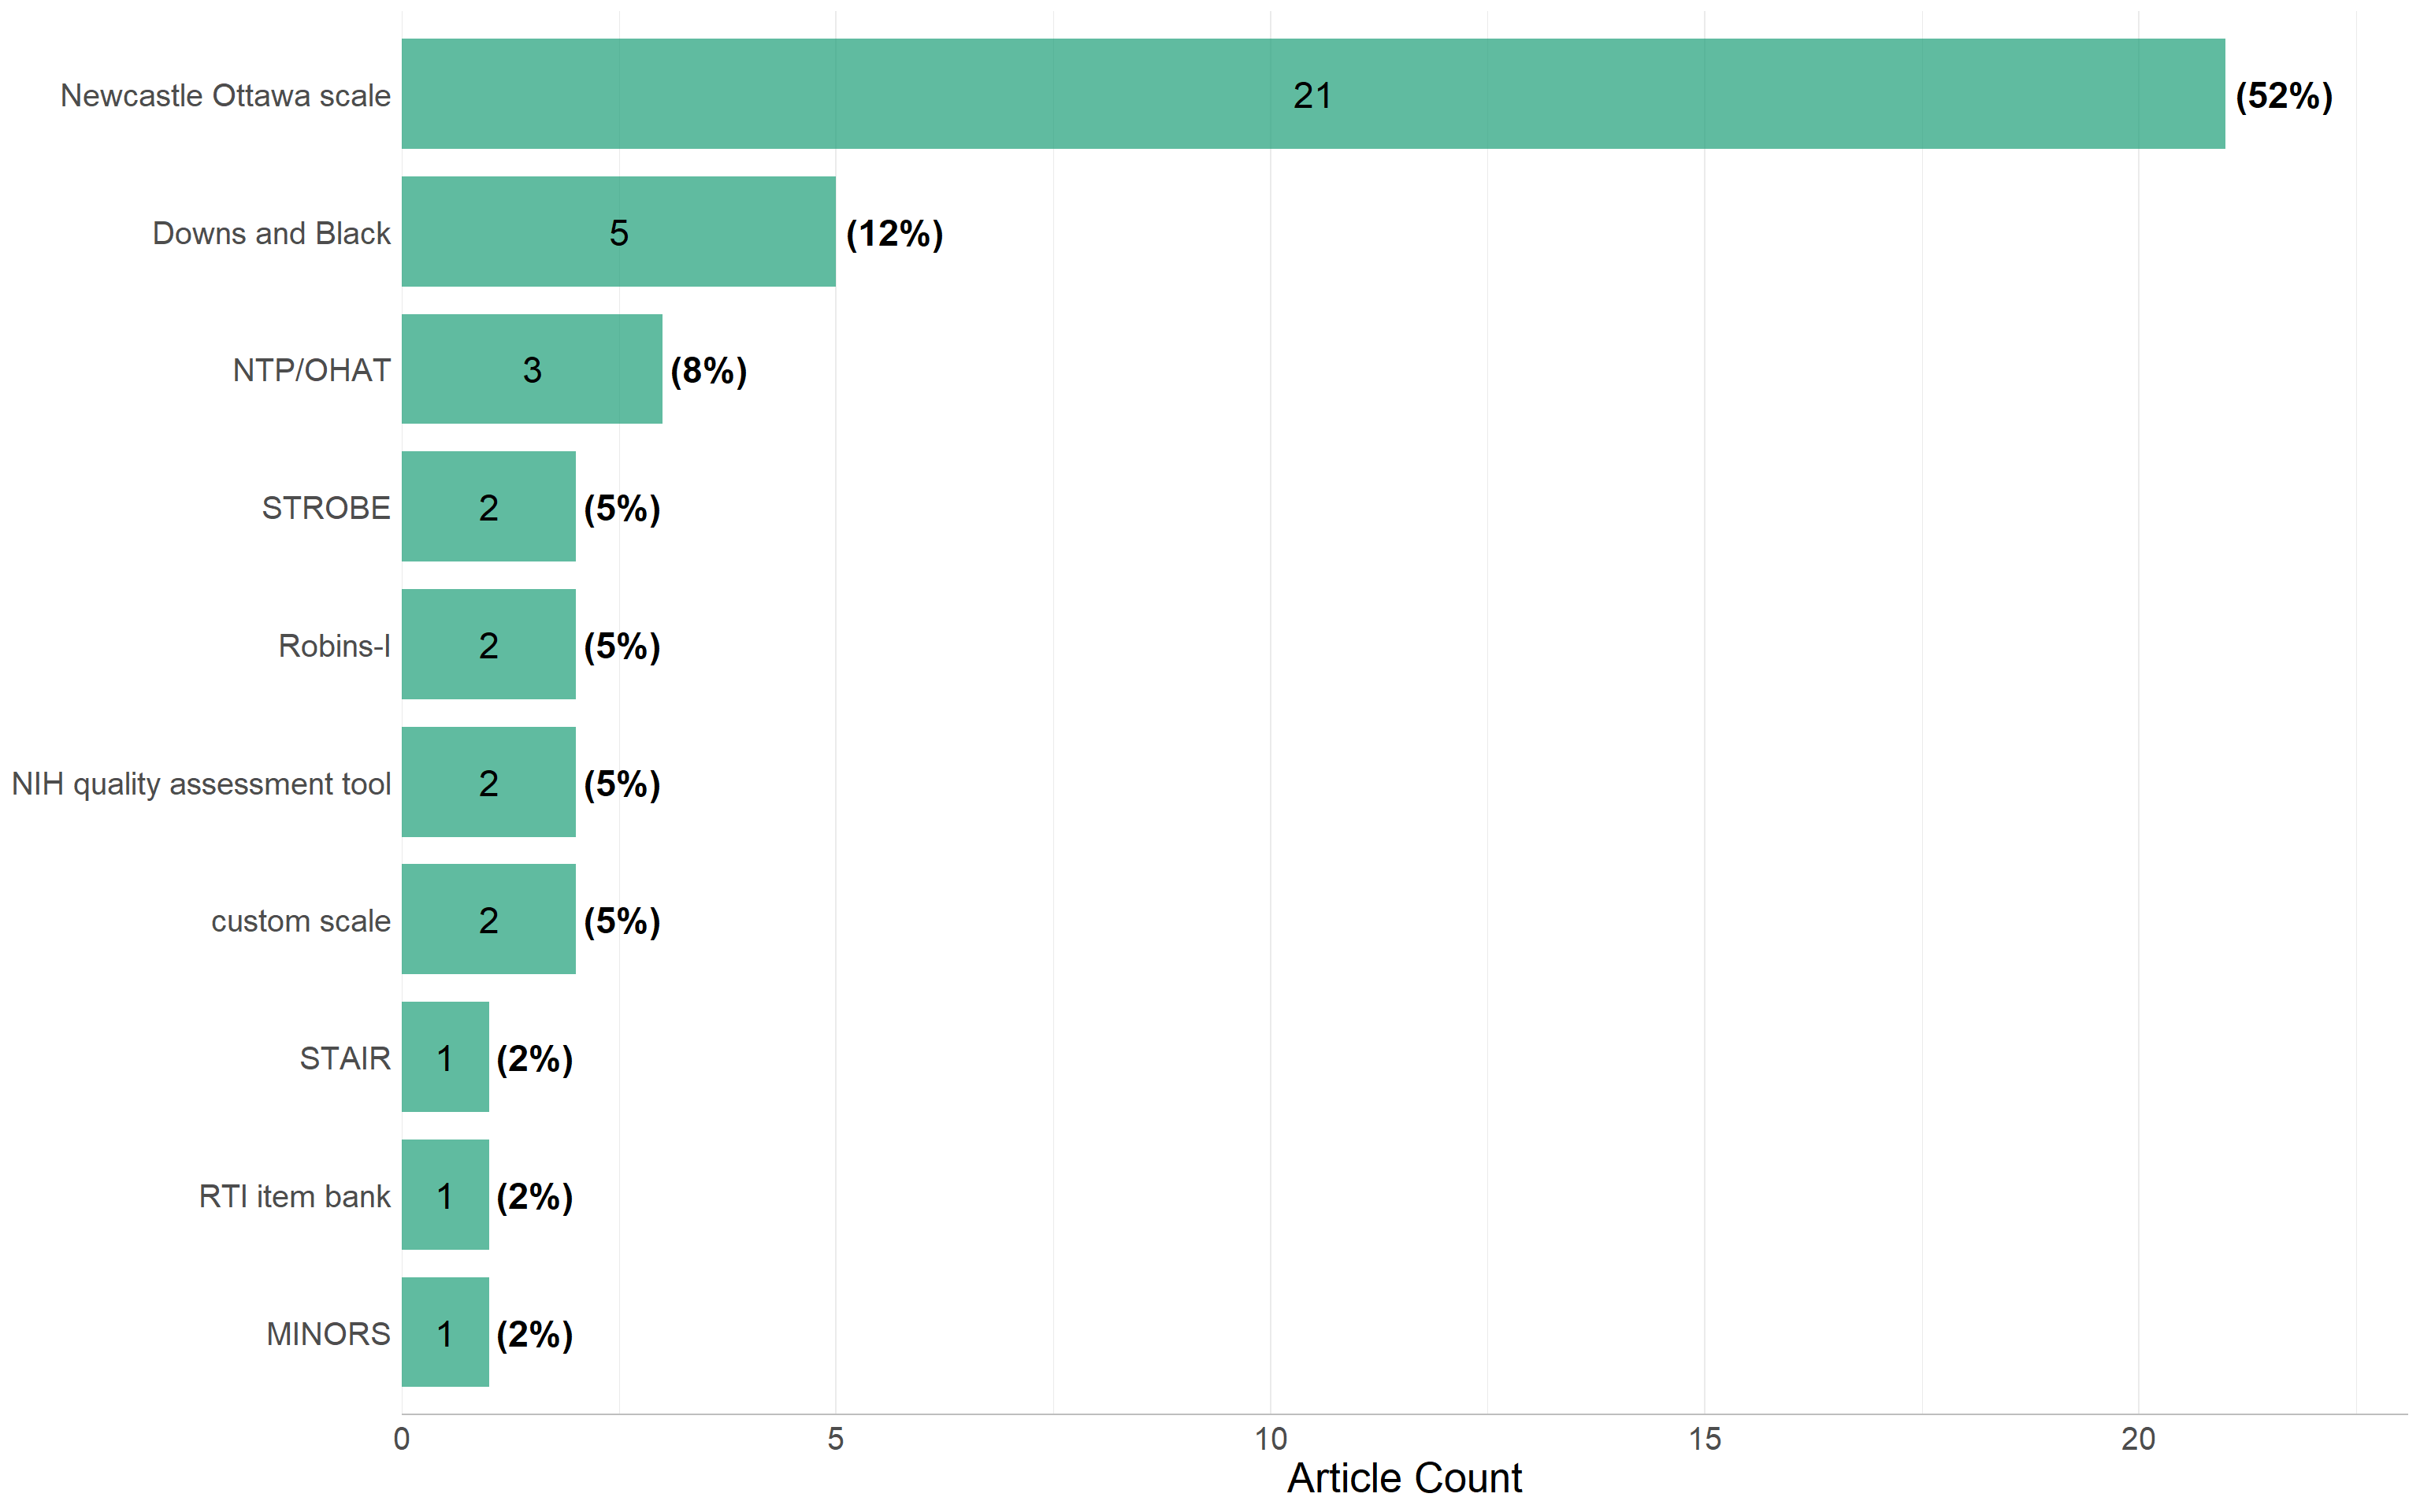 Newcastle Ottawa scale 21 (52%)
Downs and Black 5 (12%)
NTP/OHAT 3 (8%)
STROBE 2 (5%)
Robins-I 2 (5%)
NIH quality assessment tool 2 (5%)
custom scale 2 (5%)
STAIR 1 (2%)
RTI item bank 1 (2%)
MINORS 1 (2%)
0 5 10 15 20
Article Count